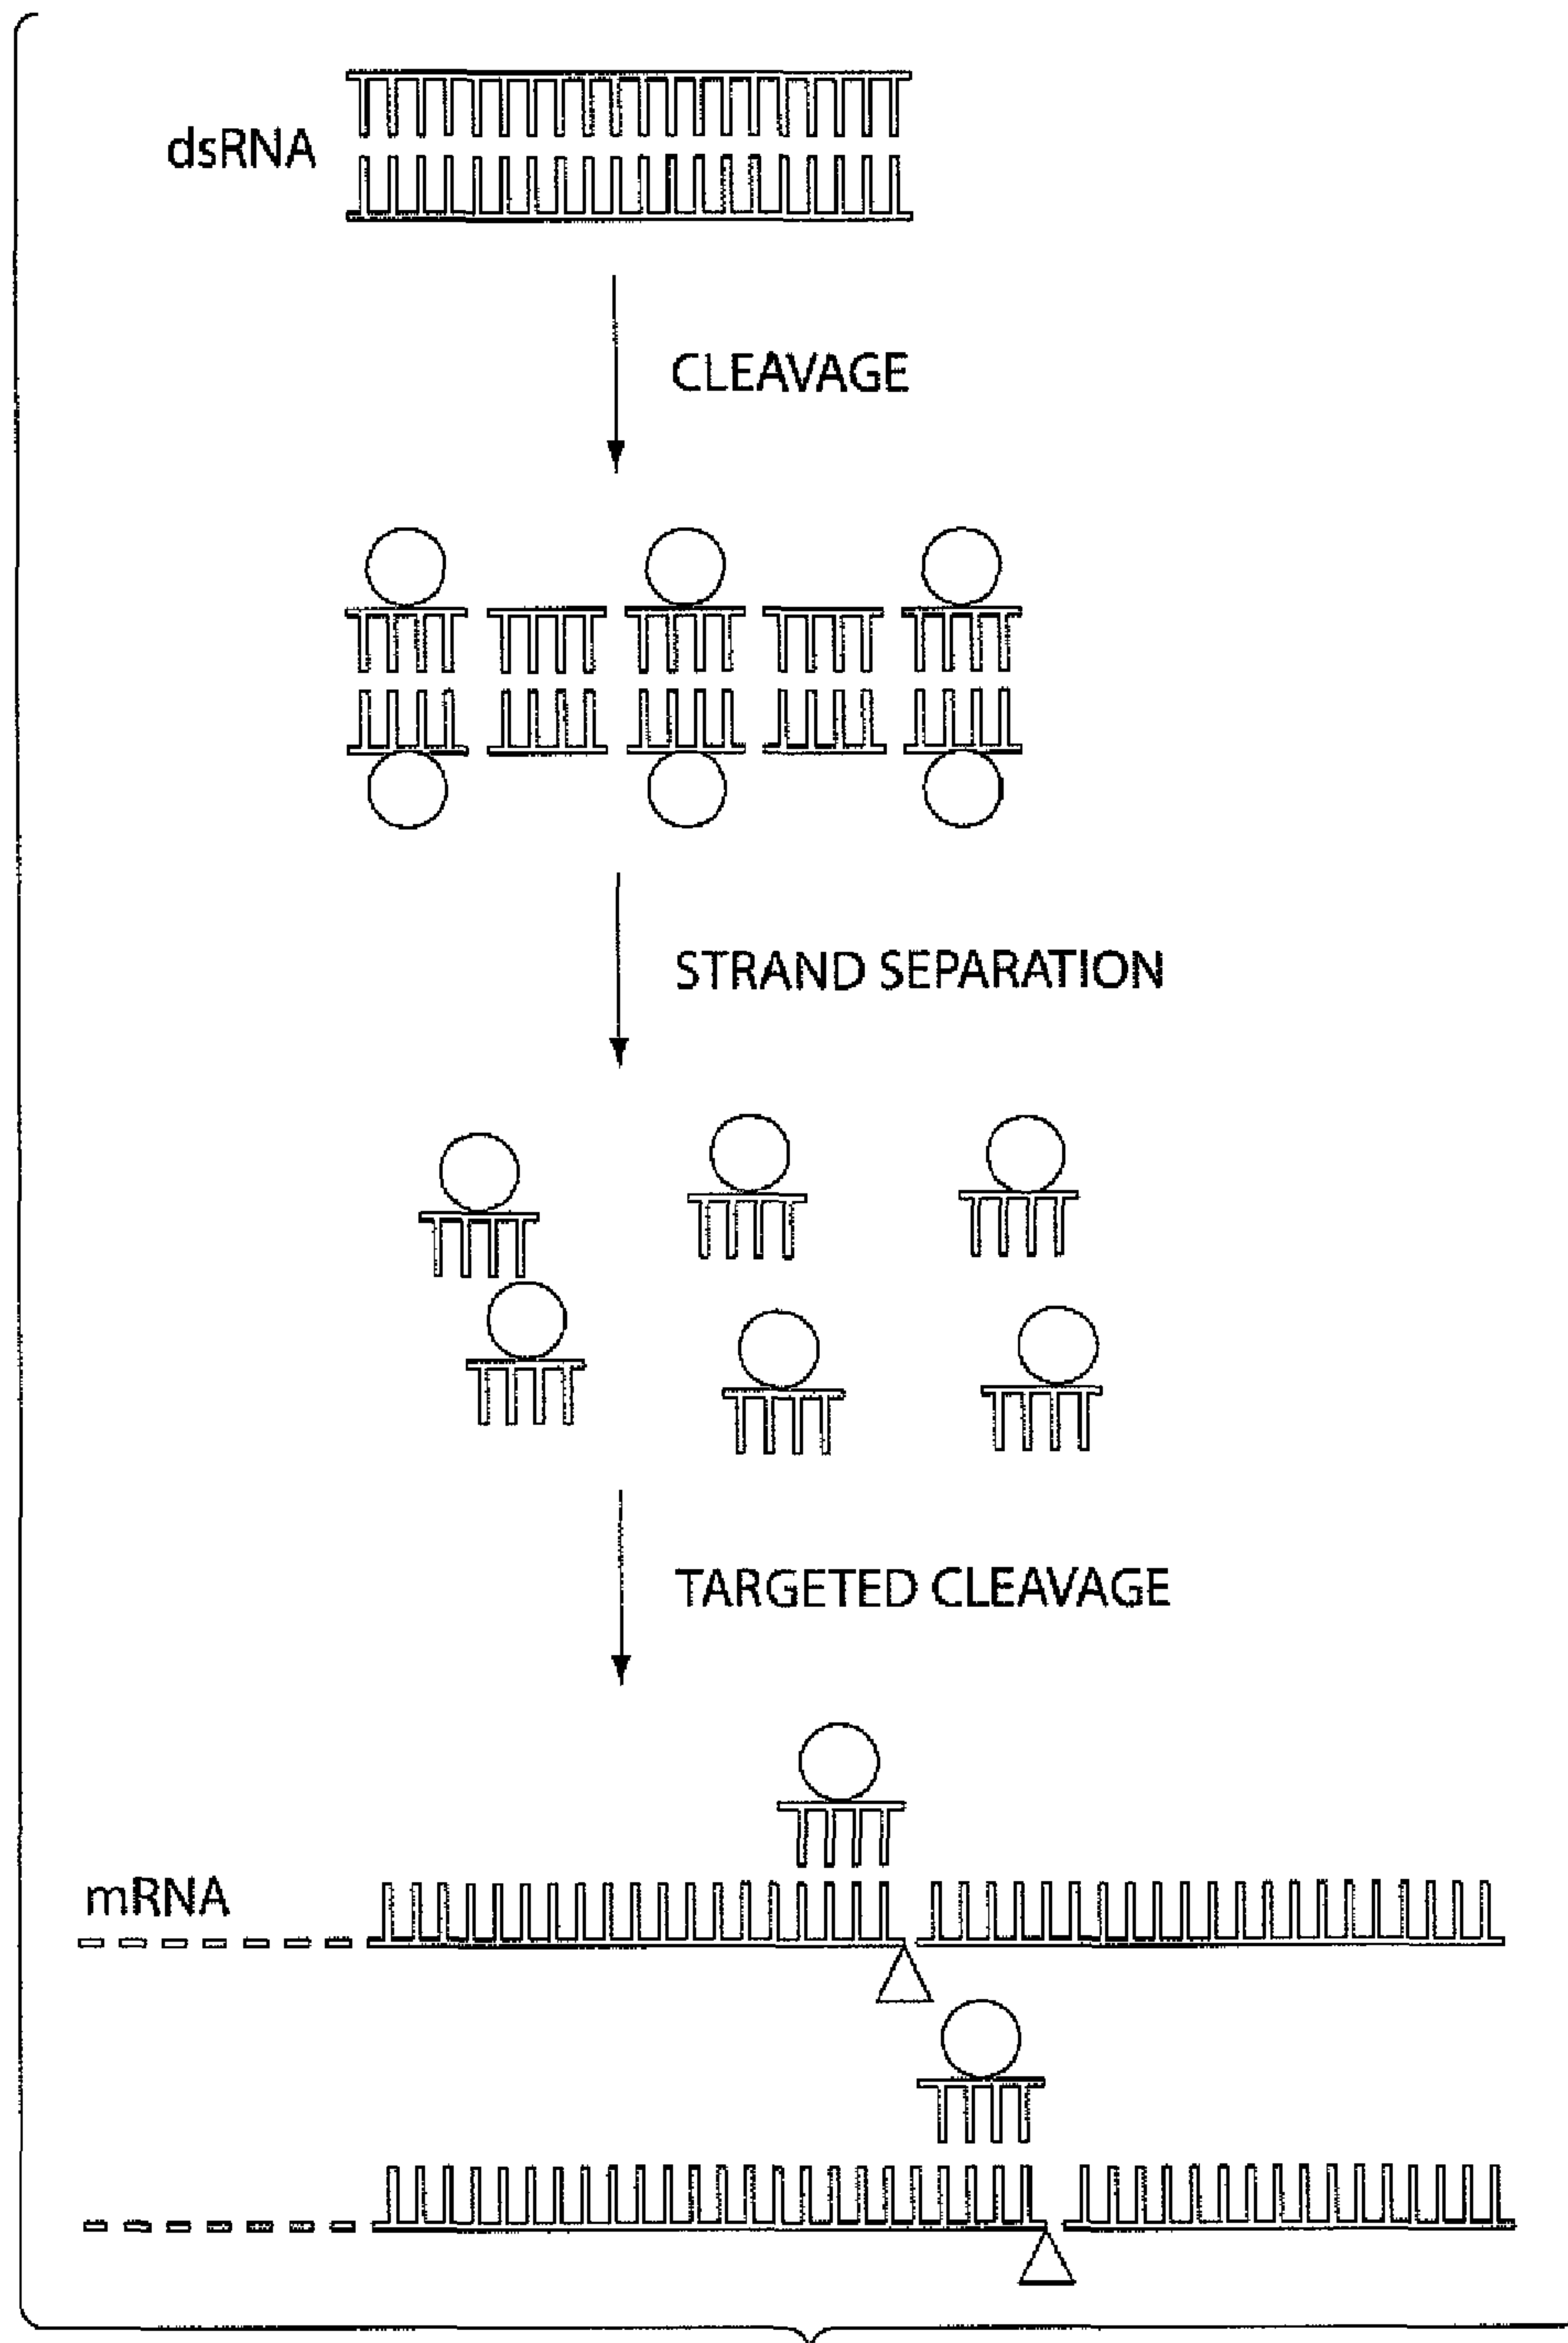 dsRNA
CLEAVAGE
STRAND SEPARATION
TARGETED CLEAVAGE
mRNA